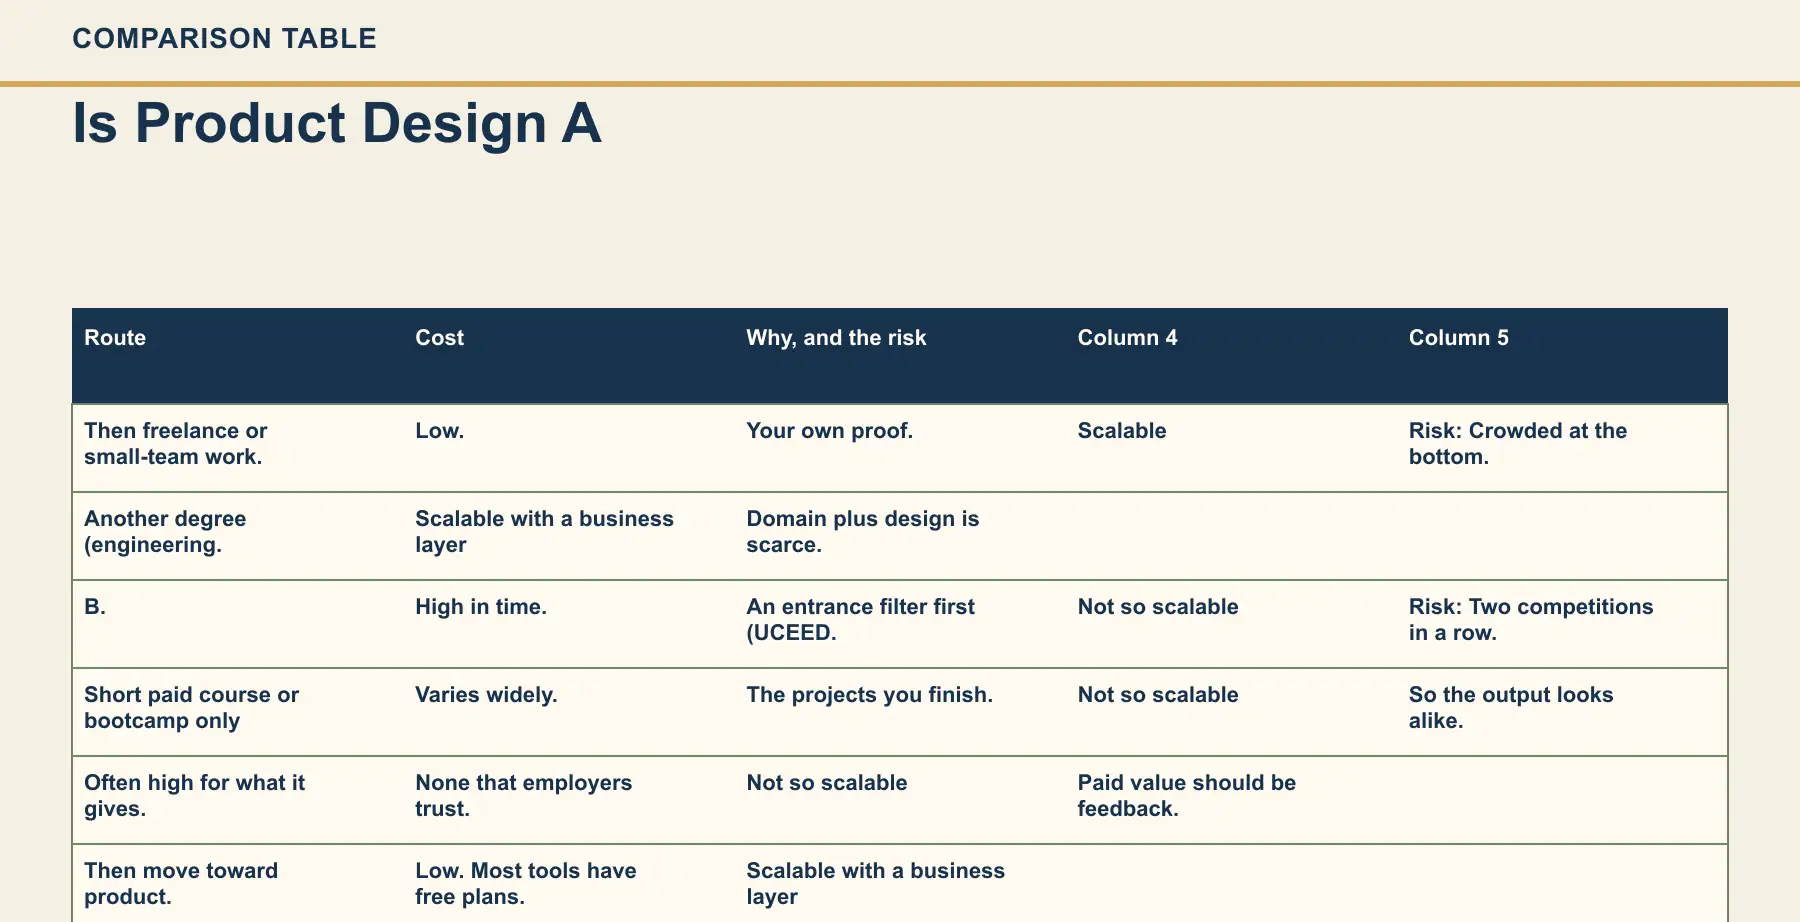 COMPARISON TABLE
Is Product Design A
Route Cost Why, and the risk Column 4 Column 5
Then freelance or
small-team work.
Low.
Your own proof.
Scalable
Risk: Crowded at the
bottom.
Another degree
(engineering.
Scalable with a business
layer
Domain plus design is
scarce.
B.
High in time.
An entrance filter first
(UCEED.
Not so scalable
Risk: Two competitions
in a row.
Short paid course or
bootcamp only
Varies widely.
The projects you finish.
Not so scalable
So the output looks
alike.
Often high for what it
gives.
None that employers
trust.
Not so scalable
Paid value should be
feedback.
Then move toward
product.
Low. Most tools have
free plans.
Scalable with a business
layer